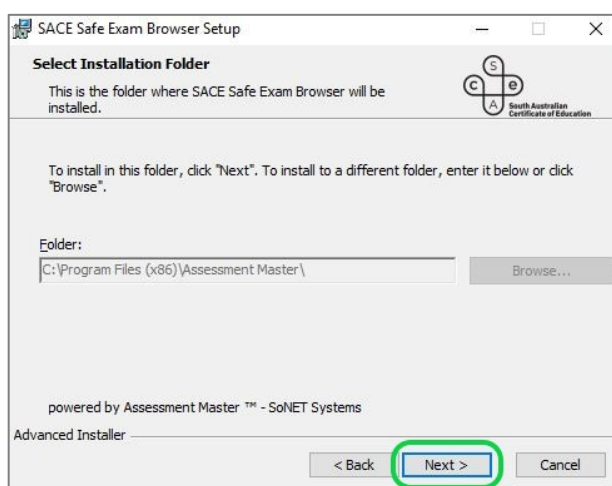 SACE Safe Exam Browser Setup
Select Installation Folder
This is the folder where SACE Safe Exam Browser will be
installed.
S
C e
A
South Australian
Certificate of Education
To install in this folder, click "Next". To install to a different folder, enter it below or click
"Browse".
Folder:
C:\Program Files (x86)\Assessment Master\
Browse...
powered by Assessment Master ™ - SoNET Systems
Advanced Installer
< Back
Next >
Cancel